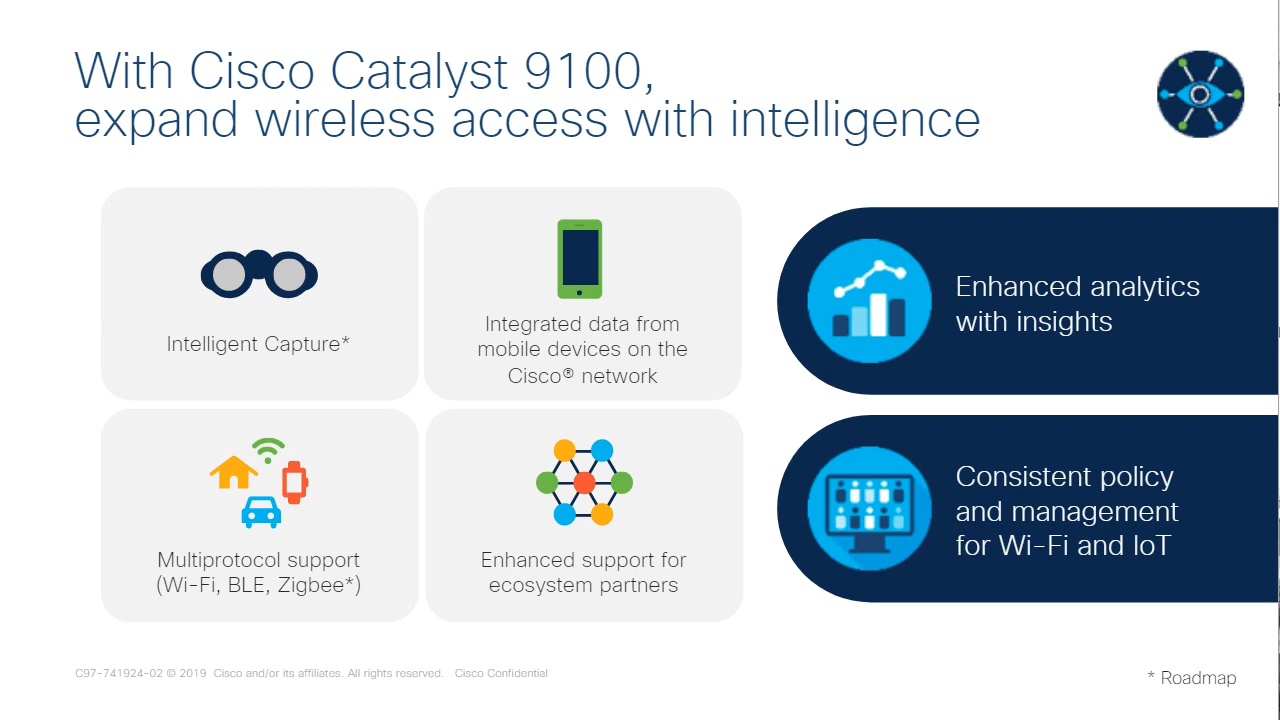 With Cisco Catalyst 9100,
expand wireless access with intelligence
Intelligent Capture*
Integrated data from
mobile devices on the
Cisco® network
Multiprotocol support
(Wi-Fi, BLE, Zigbee*)
Enhanced support for
ecosystem partners
Enhanced analytics
with insights
Consistent policy
and management
for Wi-Fi and IoT
C97-741924-02 © 2019 Cisco and/or its affiliates. All rights reserved. Cisco Confidential
* Roadmap